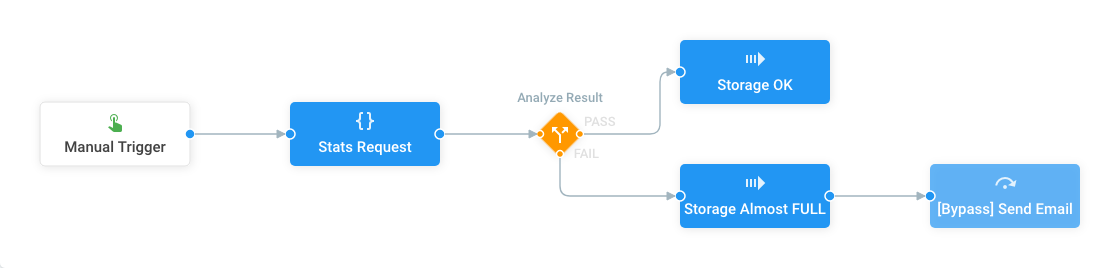 Manual Trigger
{}
Stats Request
Analyze Result
PASS
FAIL
Storage OK
Storage Almost FULL
[Bypass] Send Email